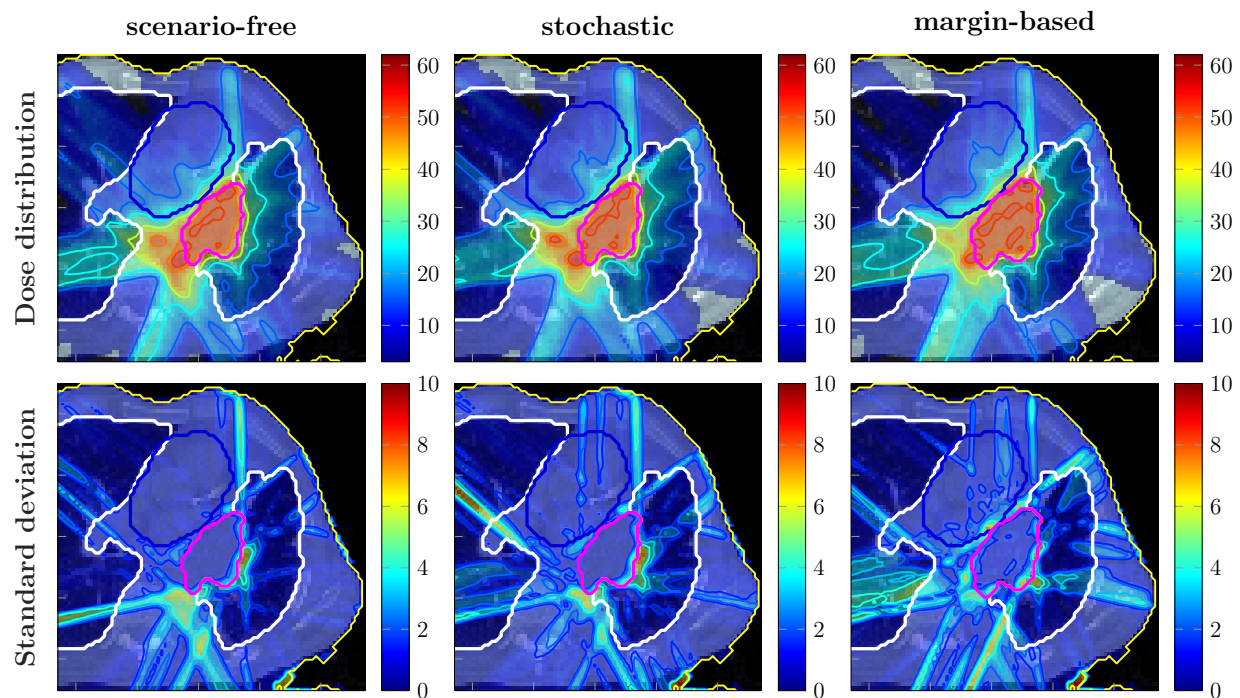 scenario-free stochastic margin-based
Dose distribution
60 60 60
50 50 50
40 40 40
30 30 30
20 20 20
10 10 10
Standard deviation
10 10 10
8 8 8
6 6 6
4 4 4
2 2 2
0 0 0